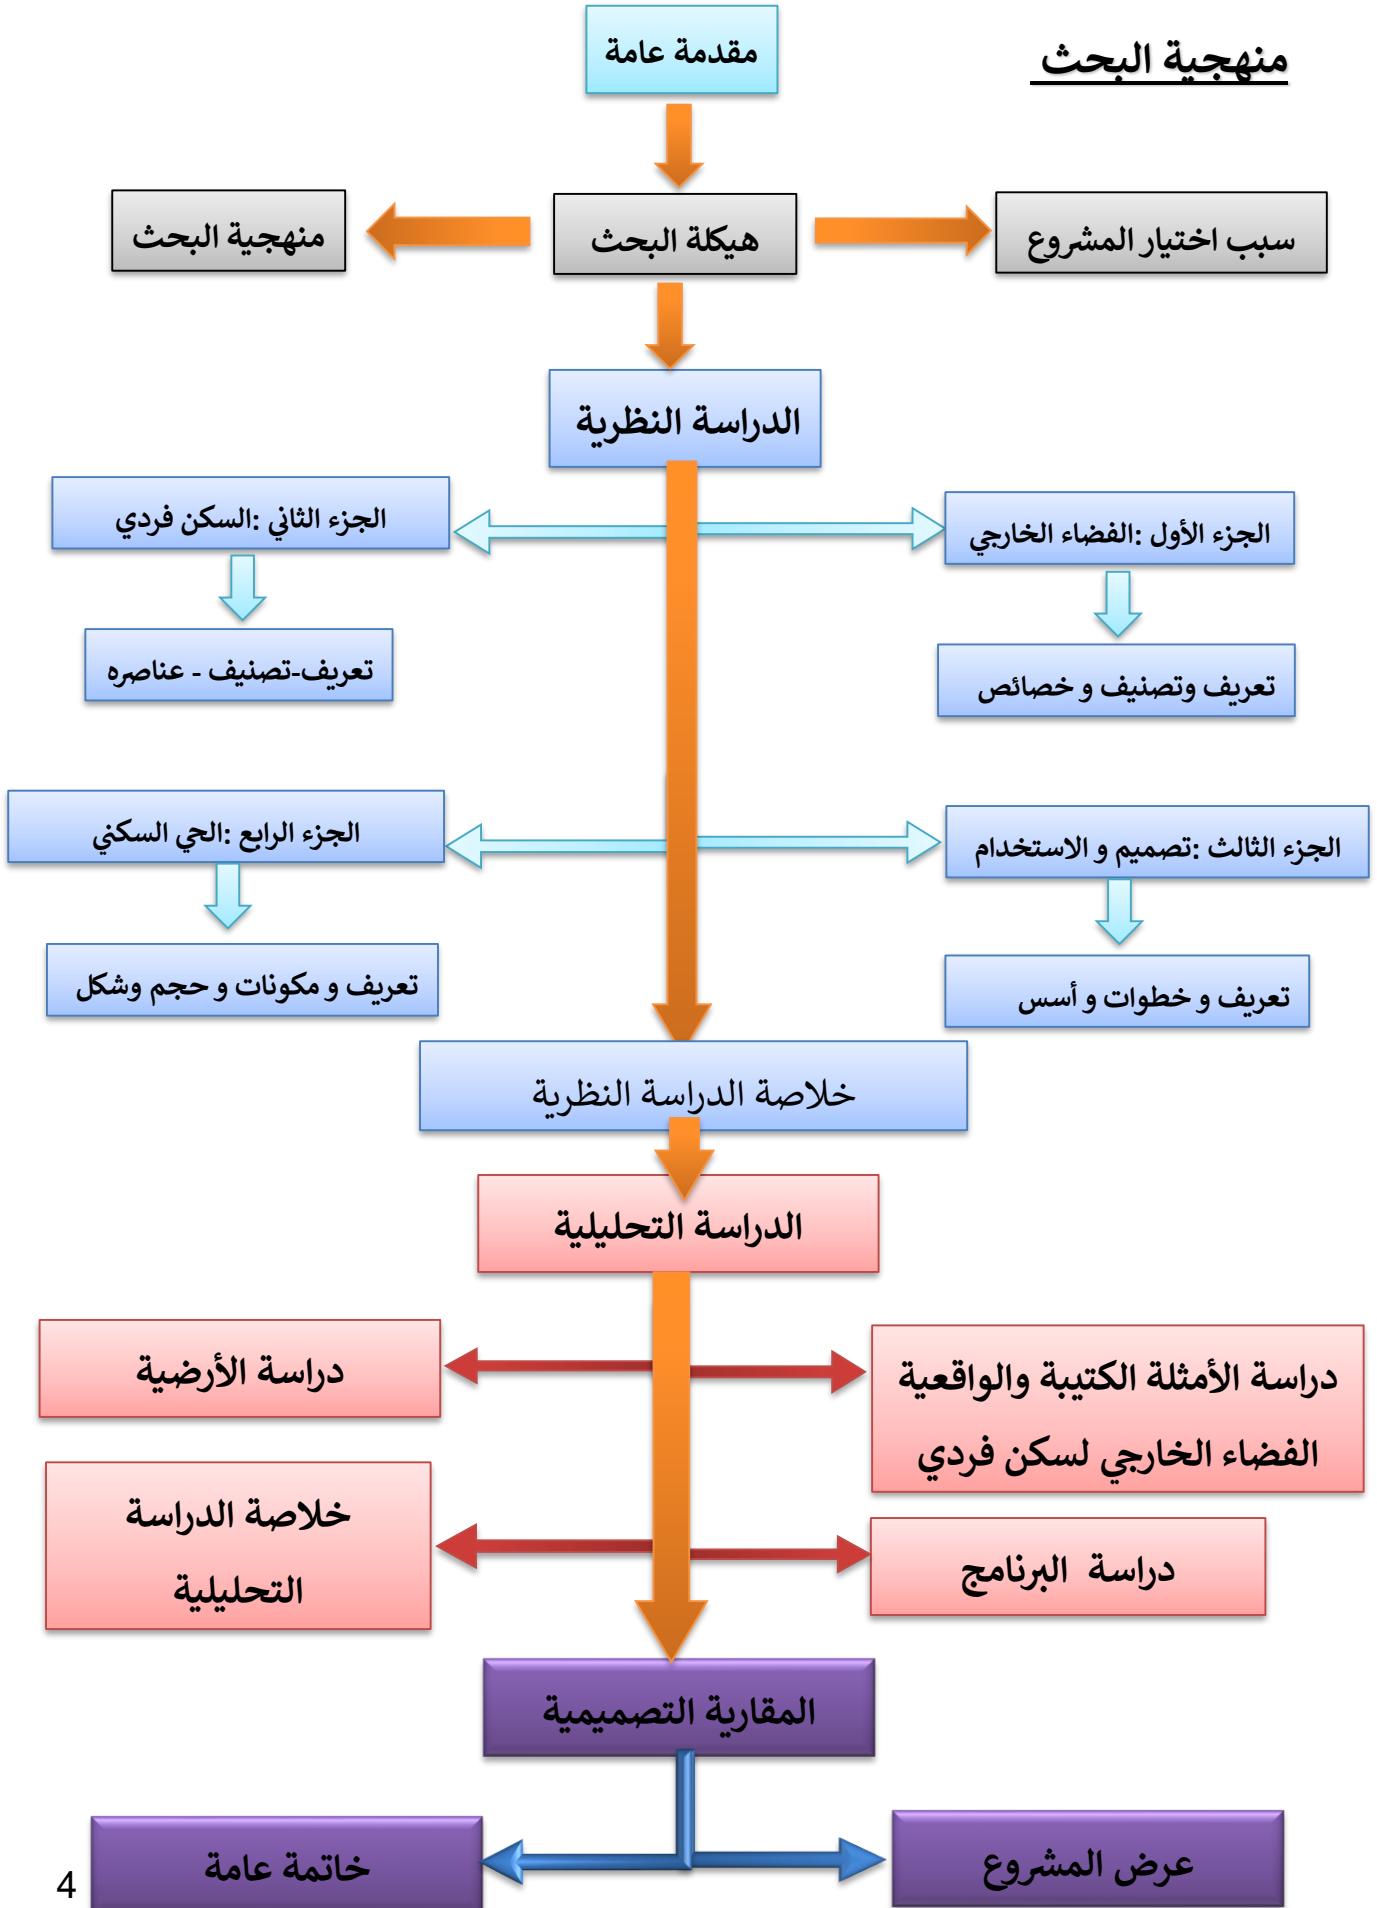 منهجية البحث
مقدمة عامة
سبب اختيار المشروع
هيكلة البحث
منهجية البحث
الدراسة النظرية
الجزء الأول :الفضاء الخارجي
الجزء الثاني :السكن فردي
تعريف وتصنيف و خصائص
تعريف-تصنيف - عناصره
الجزء الثالث :تصميم و الاستخدام
الجزء الرابع :الحي السكني
تعريف و خطوات و أسس
تعريف و مكونات و حجم وشكل
خلاصة الدراسة النظرية
الدراسة التحليلية
دراسة الأمثلة الكتيبة والواقعية
الفضاء الخارجي لسكن فردي
دراسة الأرضية
دراسة البرنامج
خلاصة الدراسة
التحليلية
المقاربة التصميمية
عرض المشروع
خاتمة عامة
4